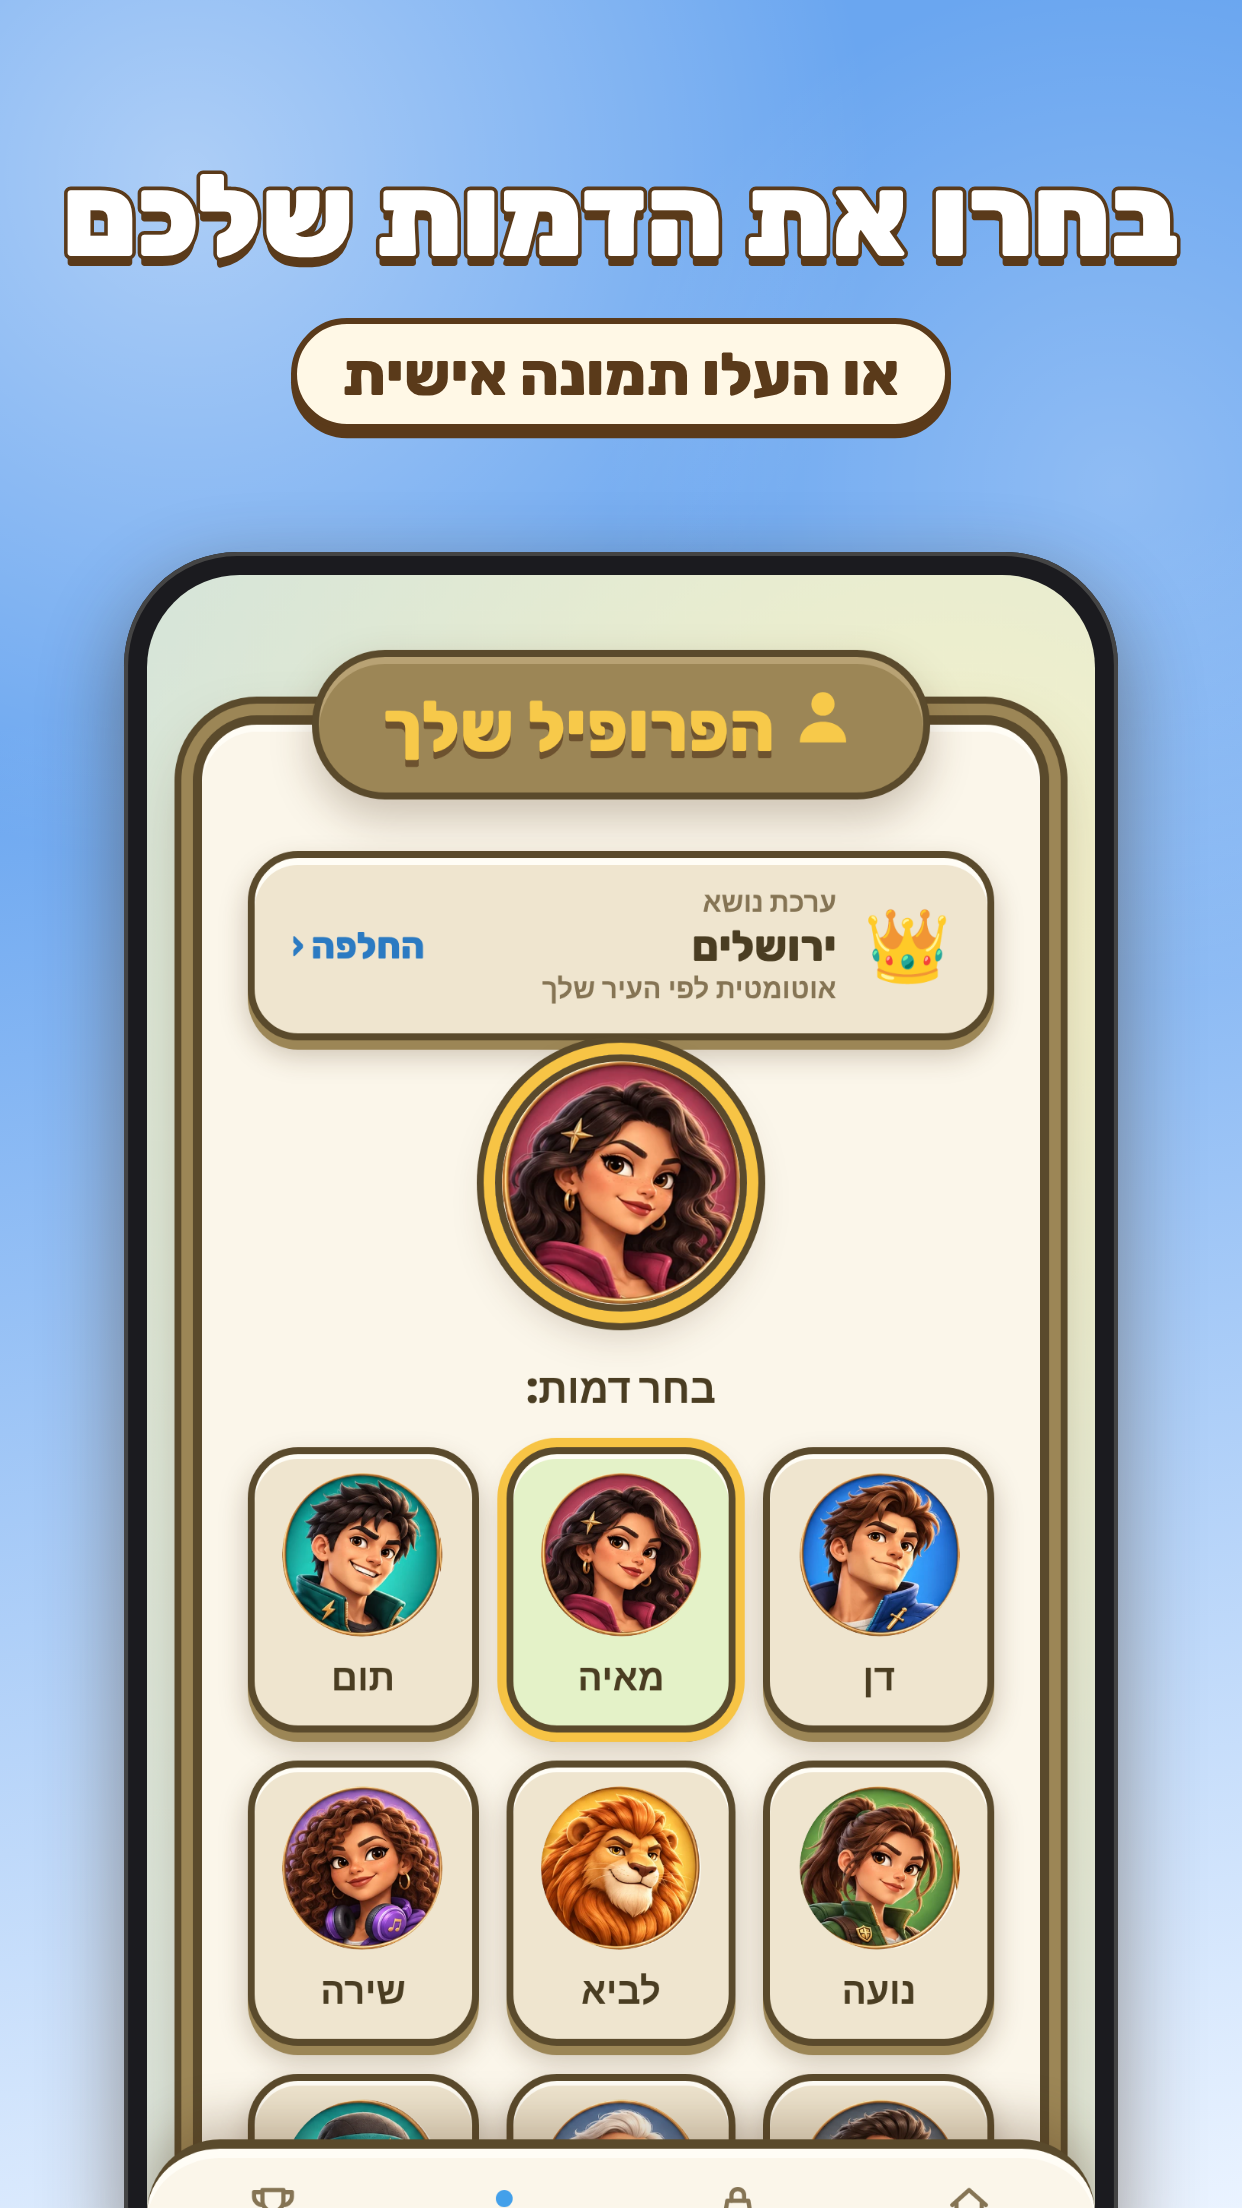 בחרו את הדמות שלכם
או העלו תמונה אישית
הפרופיל שלך
ערכת נושא
ירושלים
אוטומטית לפי העיר שלך
החלפה ›
בחר דמות:
דן
מאיה
תום
נועה
לביא
שירה